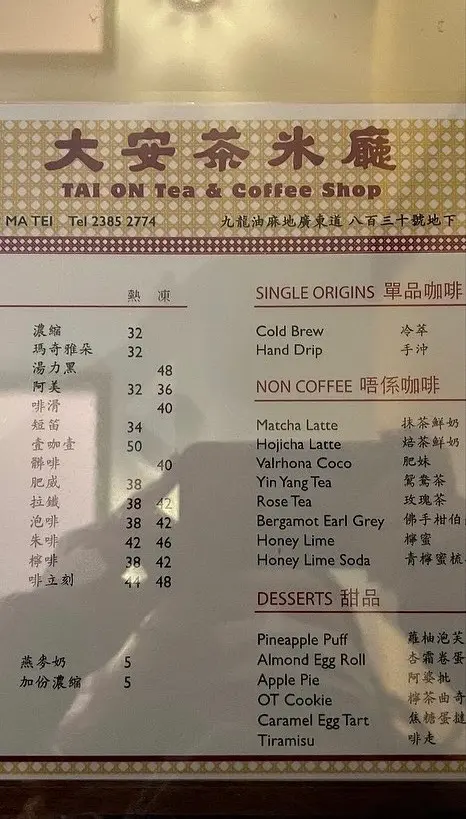 大安茶氷廳
TAI ON Tea & Coffee Shop
MA TEI Tel 2385 2774 九龍油麻地廣東道 八百三十號地下
熱 凍
濃縮 32
瑪奇雅朵 32
湯力黑 48
阿美 32 36
啡滑 40
短笛 34
壹咖壹 50
髒啡 40
肥威 38
拉鐵 38 42
泡啡 38 42
朱啡 42 46
檸啡 38 42
啡立刻 44 48
燕麥奶 5
加份濃縮 5
SINGLE ORIGINS 單品咖啡
Cold Brew 冷萃
Hand Drip 手沖
NON COFFEE 唔係咖啡
Matcha Latte 抹茶鮮奶
Hojicha Latte 焙茶鮮奶
Valrhona Coco 肥妹
Yin Yang Tea 鴛鴦茶
Rose Tea 玫瑰茶
Bergamot Earl Grey 佛手柑伯
Honey Lime 檸蜜
Honey Lime Soda 青檸蜜梳
DESSERTS 甜品
Pineapple Puff 蘿柚泡芙
Almond Egg Roll 杏霜卷蛋
Apple Pie 阿婆批
OT Cookie 檸茶曲奇
Caramel Egg Tart 焦糖蛋撻
Tiramisu 啡走